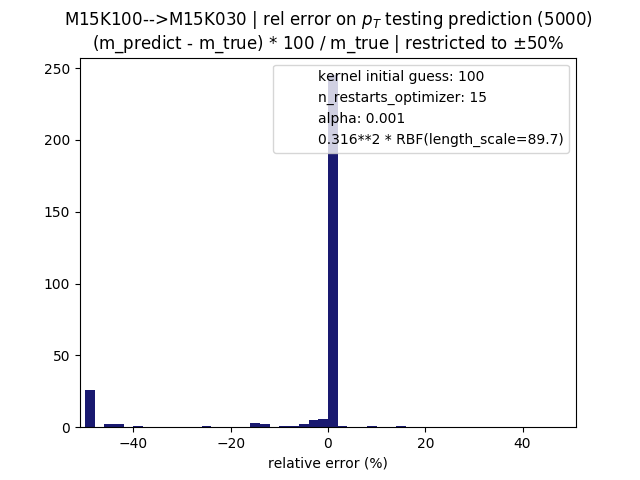 M15K100-->M15K030 | rel error on p_T testing prediction (5000)
(m_predict - m_true) * 100 / m_true | restricted to ±50%
kernel initial guess: 100
n_restarts_optimizer: 15
alpha: 0.001
0.316**2 * RBF(length_scale=89.7)
250
200
150
100
50
0
−40 −20 0 20 40
relative error (%)